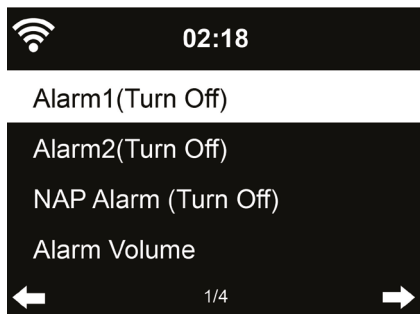 02:18
Alarm1(Turn Off)
Alarm2(Turn Off)
NAP Alarm (Turn Off)
Alarm Volume
1/4